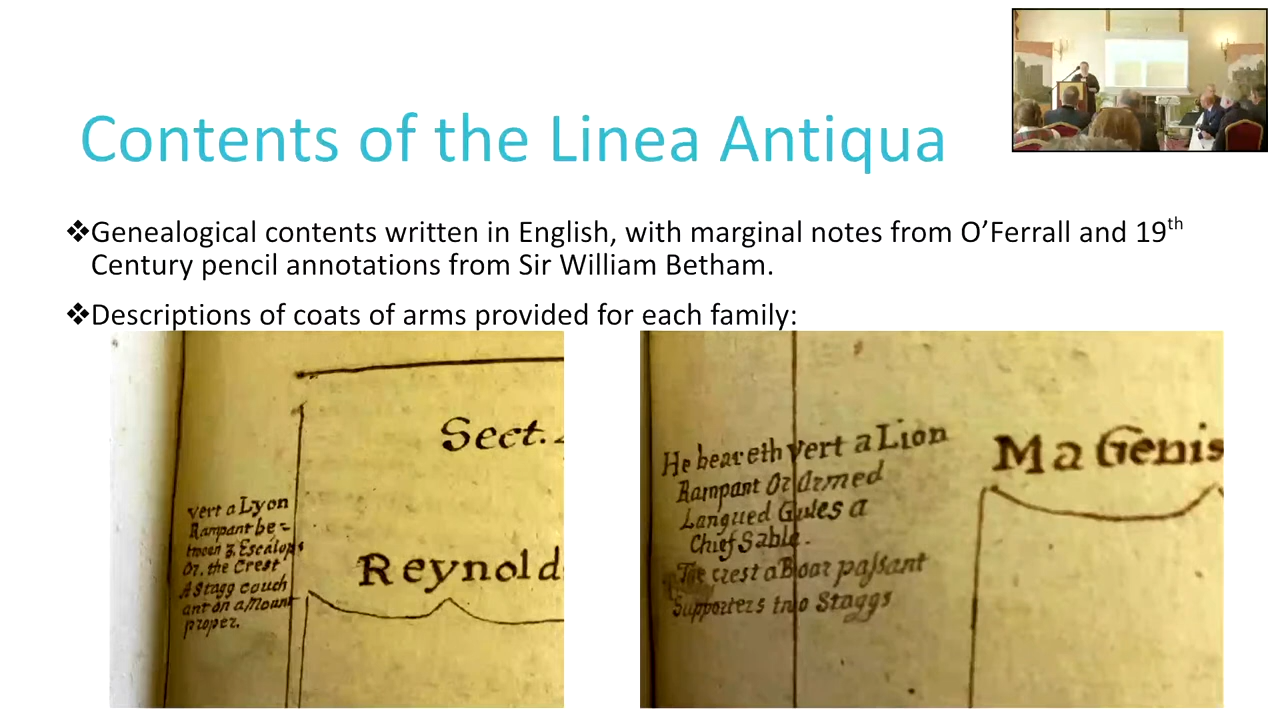 Contents of the Linea Antiqua
❖Genealogical contents written in English, with marginal notes from O’Ferrall and 19th
Century pencil annotations from Sir William Betham.
❖Descriptions of coats of arms provided for each family:
Sect.
vert a Lyon
Rampant be=
tween 3 Escalops
Or, the Crest
A Stagg couch
ant on a Mount
proper.
Reynold
He beareth vert a Lion
Rampant Or Armed
Langued Gules a
Chief Sable.
The crest a Boar passant
Supporters two Staggs
MaGenis